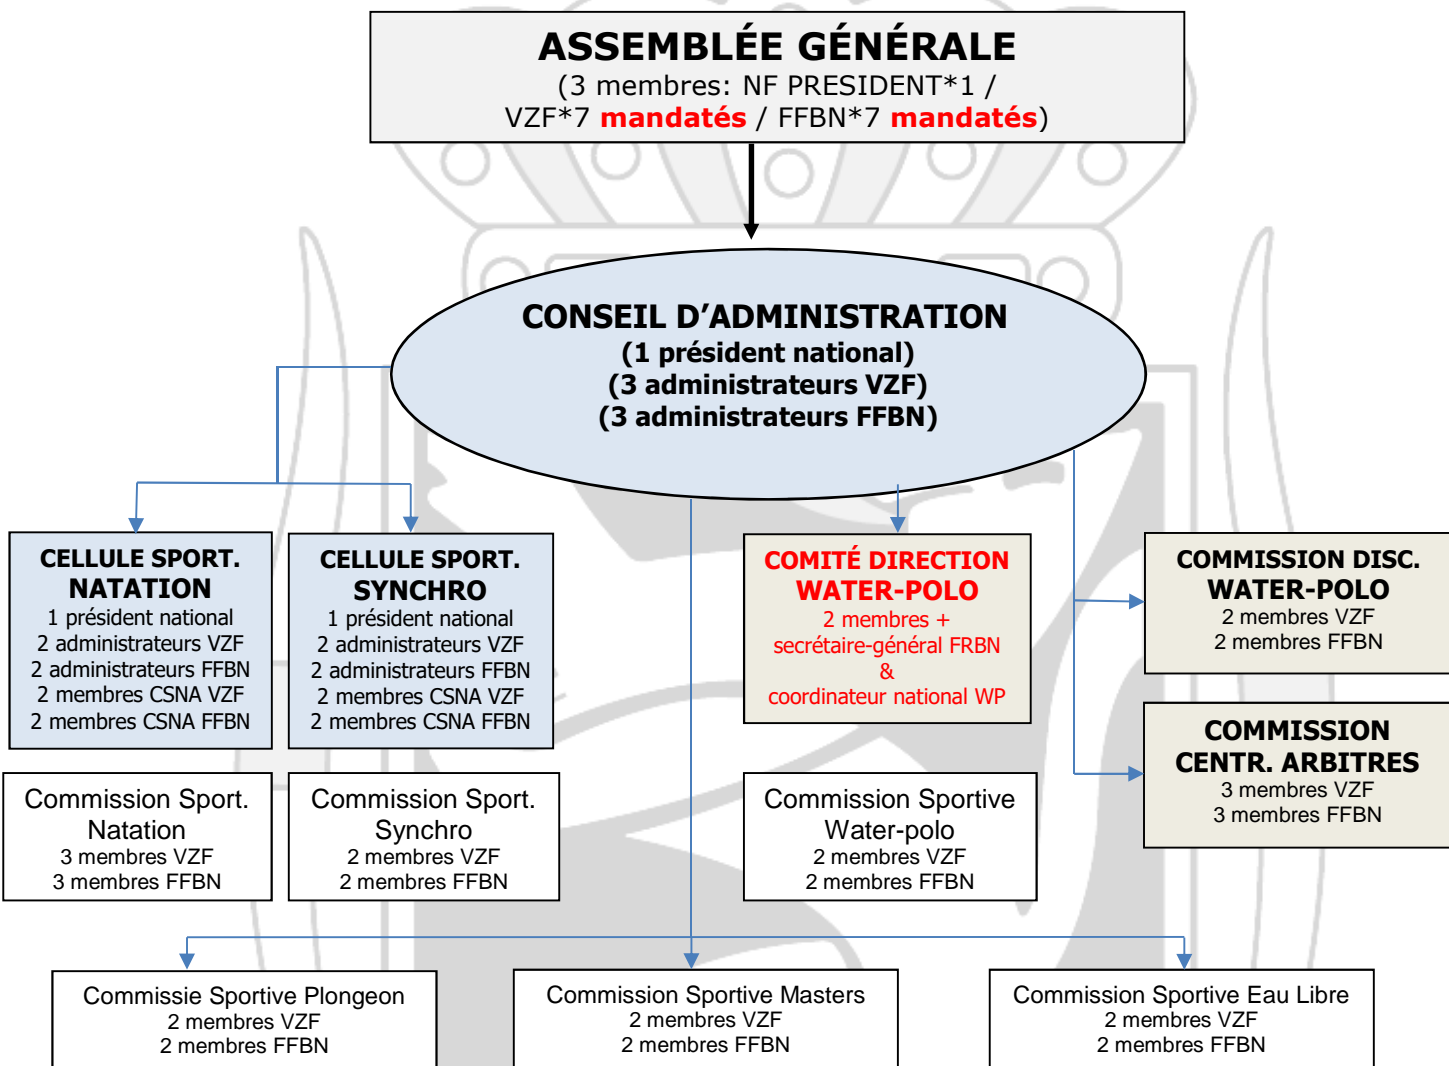 ASSEMBLÉE GÉNÉRALE
(3 membres: NF PRESIDENT*1 /
VZF*7 mandatés / FFBN*7 mandatés)
CONSEIL D’ADMINISTRATION
(1 président national)
(3 administrateurs VZF)
(3 administrateurs FFBN)
CELLULE SPORT.
NATATION
1 président national
2 administrateurs VZF
2 administrateurs FFBN
2 membres CSNA VZF
2 membres CSNA FFBN
CELLULE SPORT.
SYNCHRO
1 président national
2 administrateurs VZF
2 administrateurs FFBN
2 membres CSNA VZF
2 membres CSNA FFBN
COMITÉ DIRECTION
WATER-POLO
2 membres +
secrétaire-général FRBN
&
coordinateur national WP
COMMISSION DISC.
WATER-POLO
2 membres VZF
2 membres FFBN
COMMISSION
CENTR. ARBITRES
3 membres VZF
3 membres FFBN
Commission Sport.
Natation
3 membres VZF
3 membres FFBN
Commission Sport.
Synchro
2 membres VZF
2 membres FFBN
Commission Sportive
Water-polo
2 membres VZF
2 membres FFBN
Commissie Sportive Plongeon
2 membres VZF
2 membres FFBN
Commission Sportive Masters
2 membres VZF
2 membres FFBN
Commission Sportive Eau Libre
2 membres VZF
2 membres FFBN